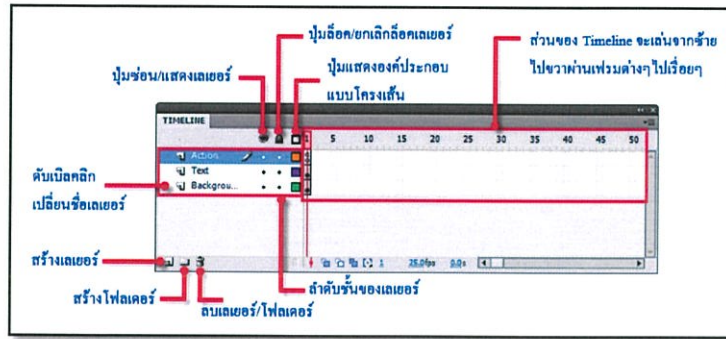 ปุ่มล็อค/ยกเลิกล็อคเลเยอร์
ส่วนของ Timeline จะเล่นจากซ้าย
ไปขวาผ่านเฟรมต่างๆ ไปเรื่อยๆ
ปุ่มซ่อน/แสดงเลเยอร์
ปุ่มแสดงองค์ประกอบ
แบบโครงเส้น
TIMELINE
1 5 10 15 20 25 30 35 40 45 50
Action
Text
Backgrou...
ดับเบิลคลิก
เปลี่ยนชื่อเลเยอร์
สร้างเลเยอร์
1 25.0fps 0.0s
สร้างโฟลเดอร์
ลำดับชั้นของเลเยอร์
ลบเลเยอร์/โฟลเดอร์